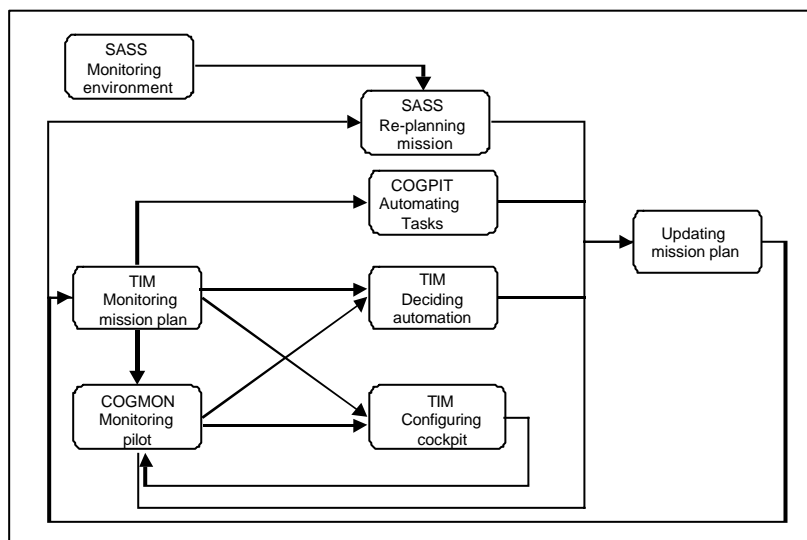 SASS
Monitoring
environment
SASS
Re-planning
mission
COGPIT
Automating
Tasks
Updating
mission plan
TIM
Monitoring
mission plan
TIM
Deciding
automation
COGMON
Monitoring
pilot
TIM
Configuring
cockpit